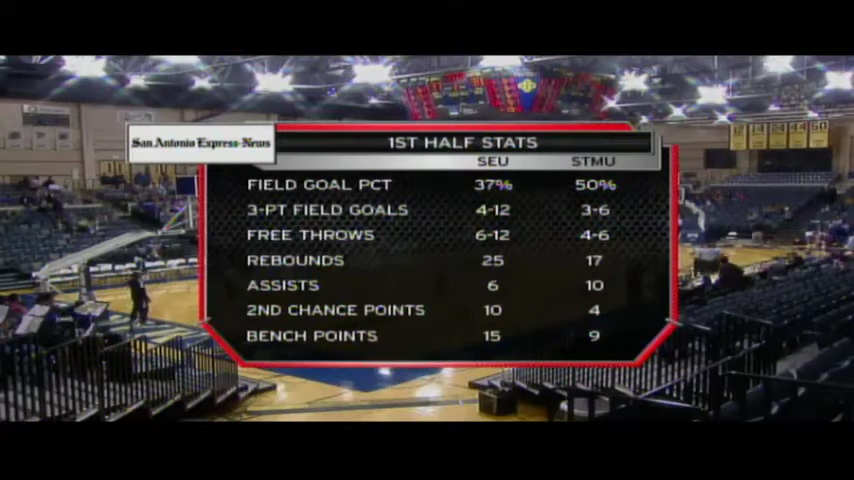 San Antonio Express-News
1ST HALF STATS
SEU STMU
FIELD GOAL PCT 37% 50%
3-PT FIELD GOALS 4-12 3-6
FREE THROWS 6-12 4-6
REBOUNDS 25 17
ASSISTS 6 10
2ND CHANCE POINTS 10 4
BENCH POINTS 15 9